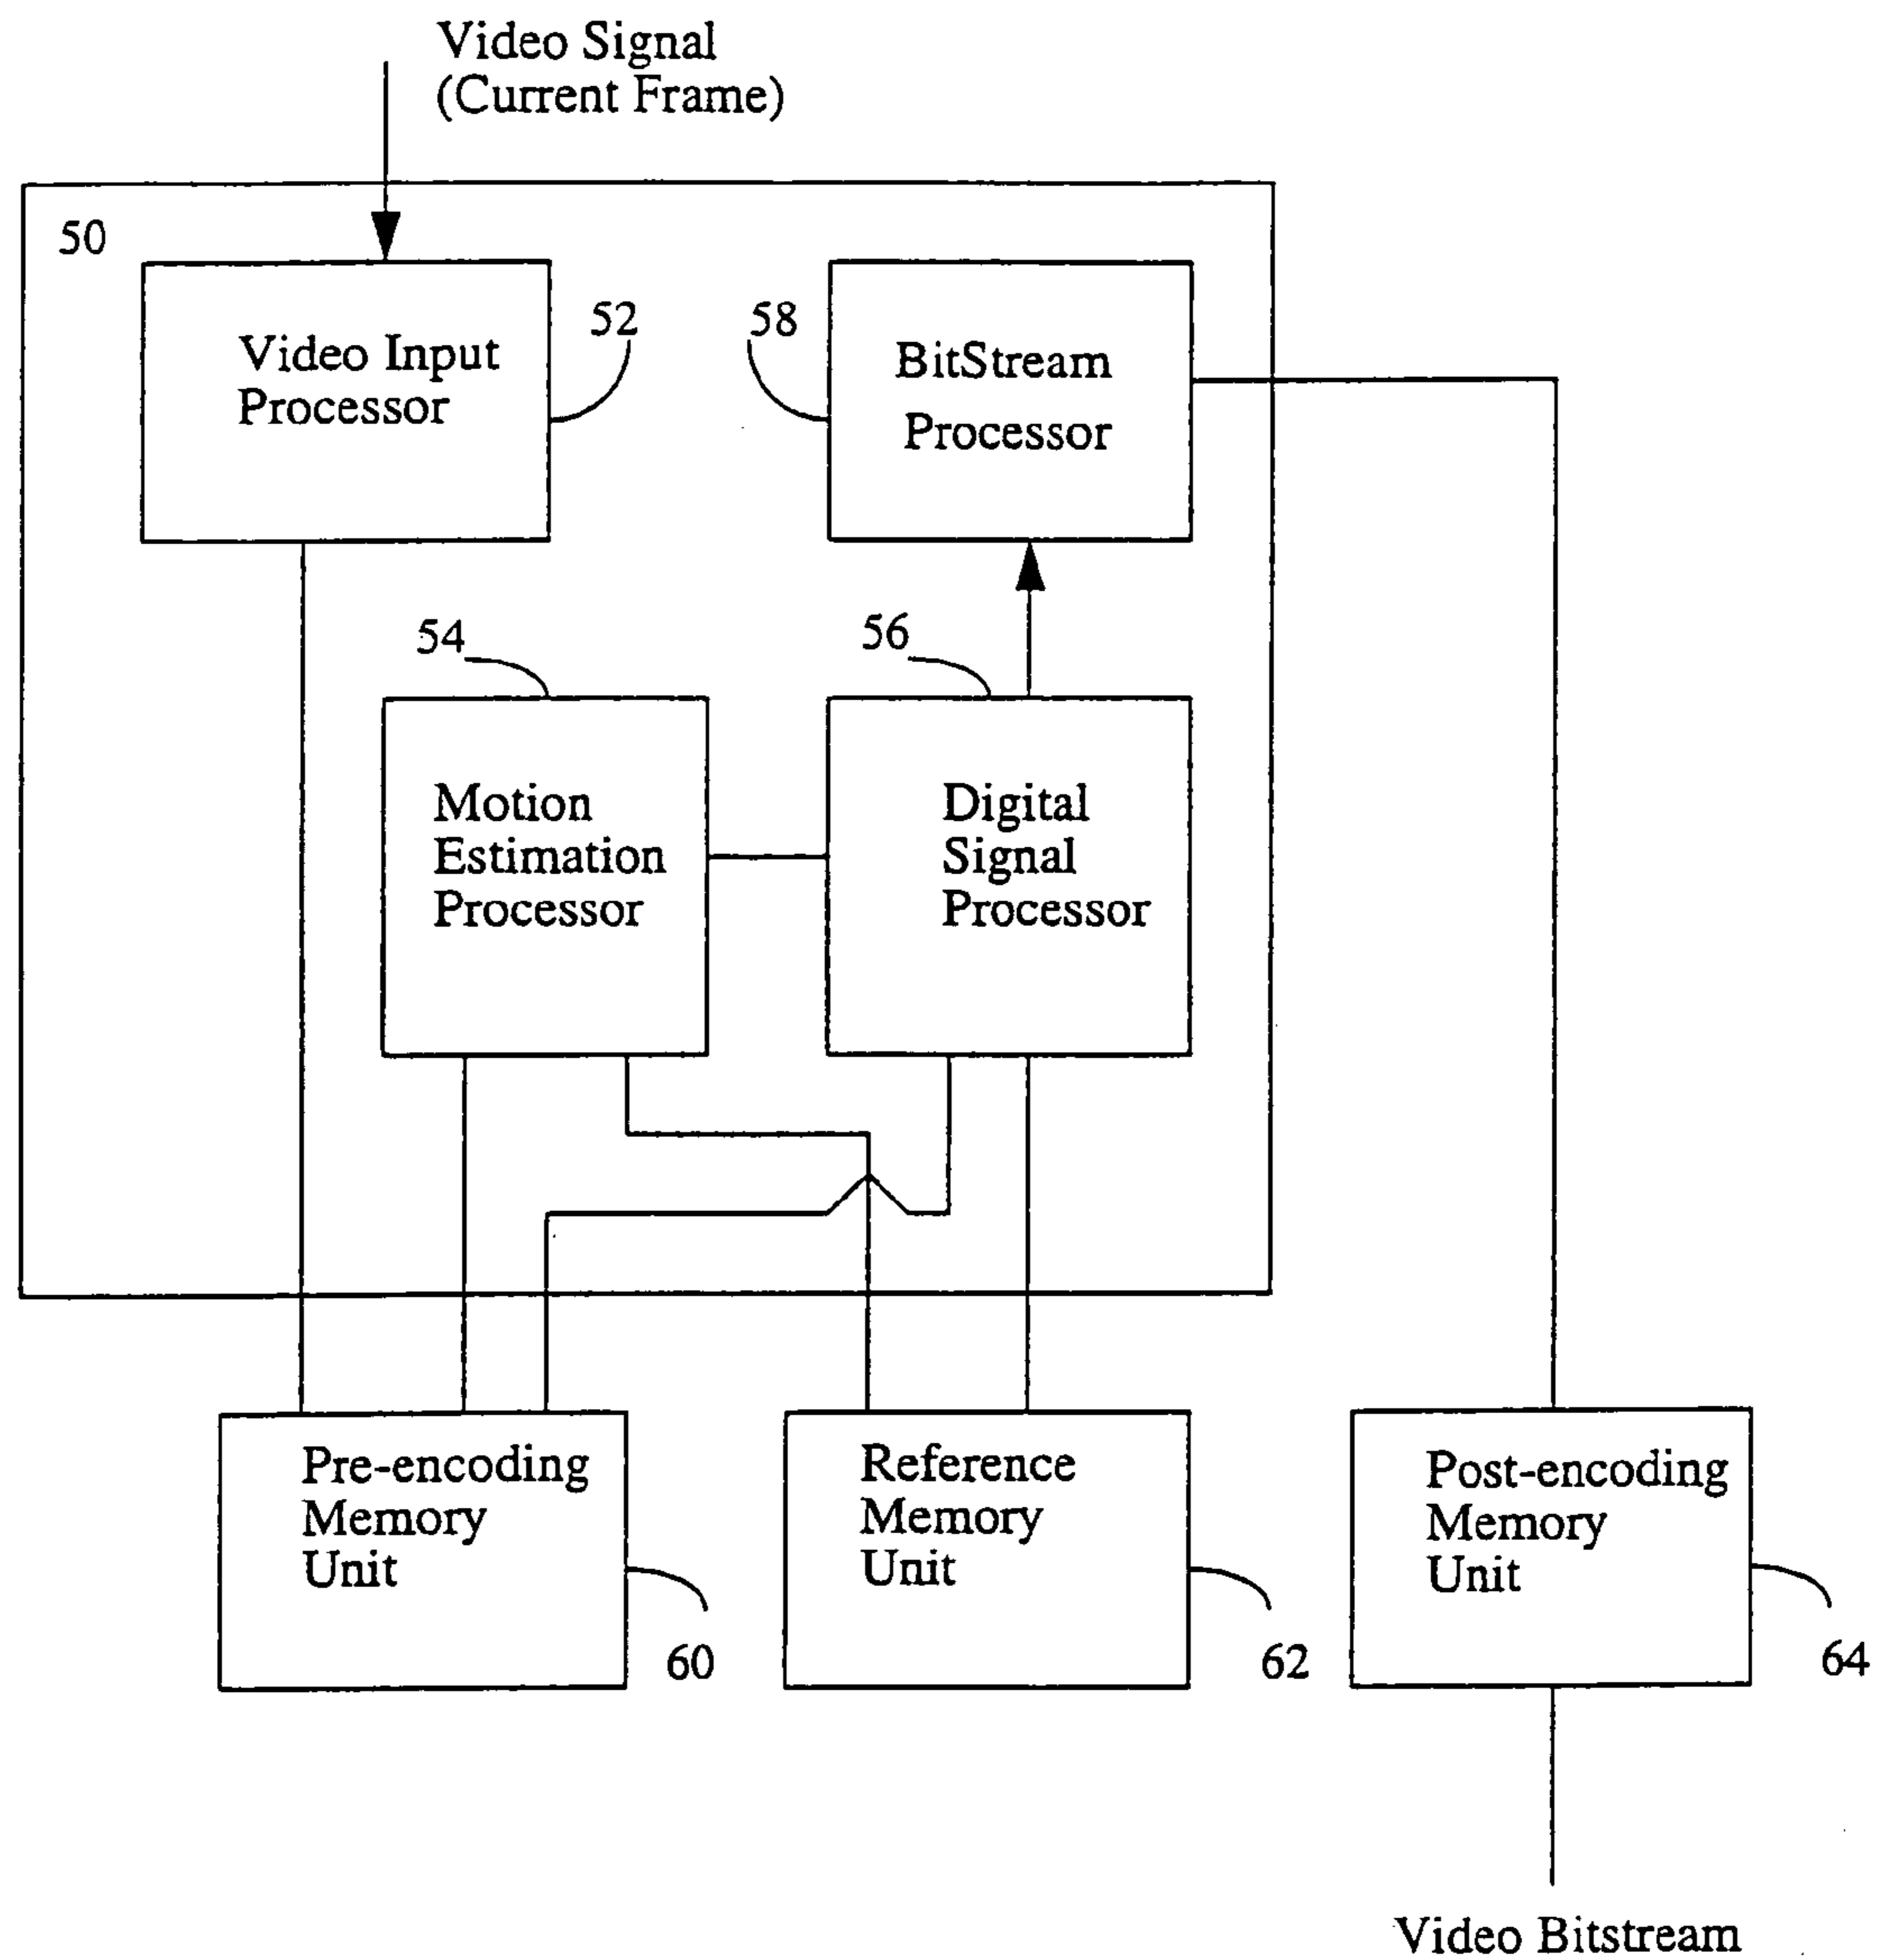 Video Signal
(Current Frame)
50
Video Input
Processor
52
58
BitStream
Processor
54
56
Motion
Estimation
Processor
Digital
Signal
Processor
Pre-encoding
Memory
Unit
60
Reference
Memory
Unit
62
Post-encoding
Memory
Unit
64
Video Bitstream